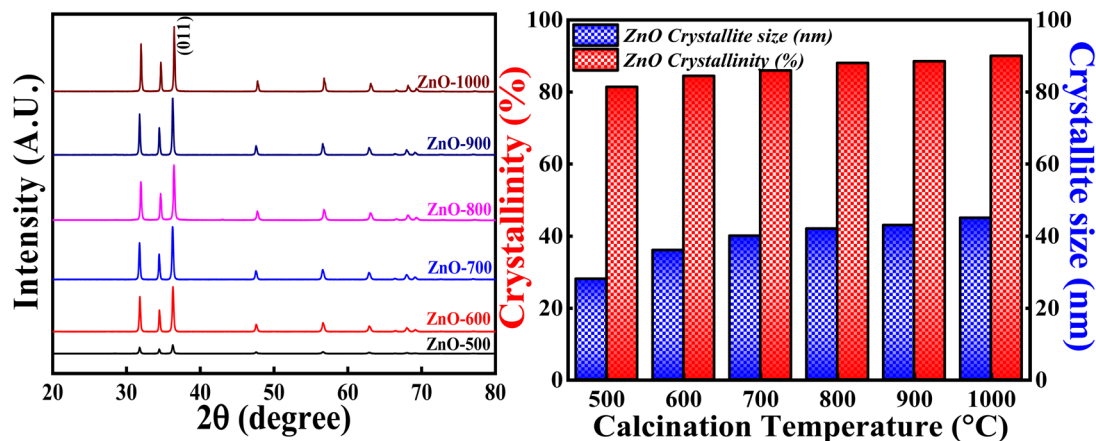 Intensity (A.U.)
(011)
ZnO-1000
ZnO-900
ZnO-800
ZnO-700
ZnO-600
ZnO-500
20 30 40 50 60 70 80
2θ (degree)
Crystallinity (%)
100
80
60
40
20
0
ZnO Crystallite size (nm)
ZnO Crystallinity (%)
500 600 700 800 900 1000
Calcination Temperature (°C)
100
80
60
40
20
0
Crystallite size (nm)